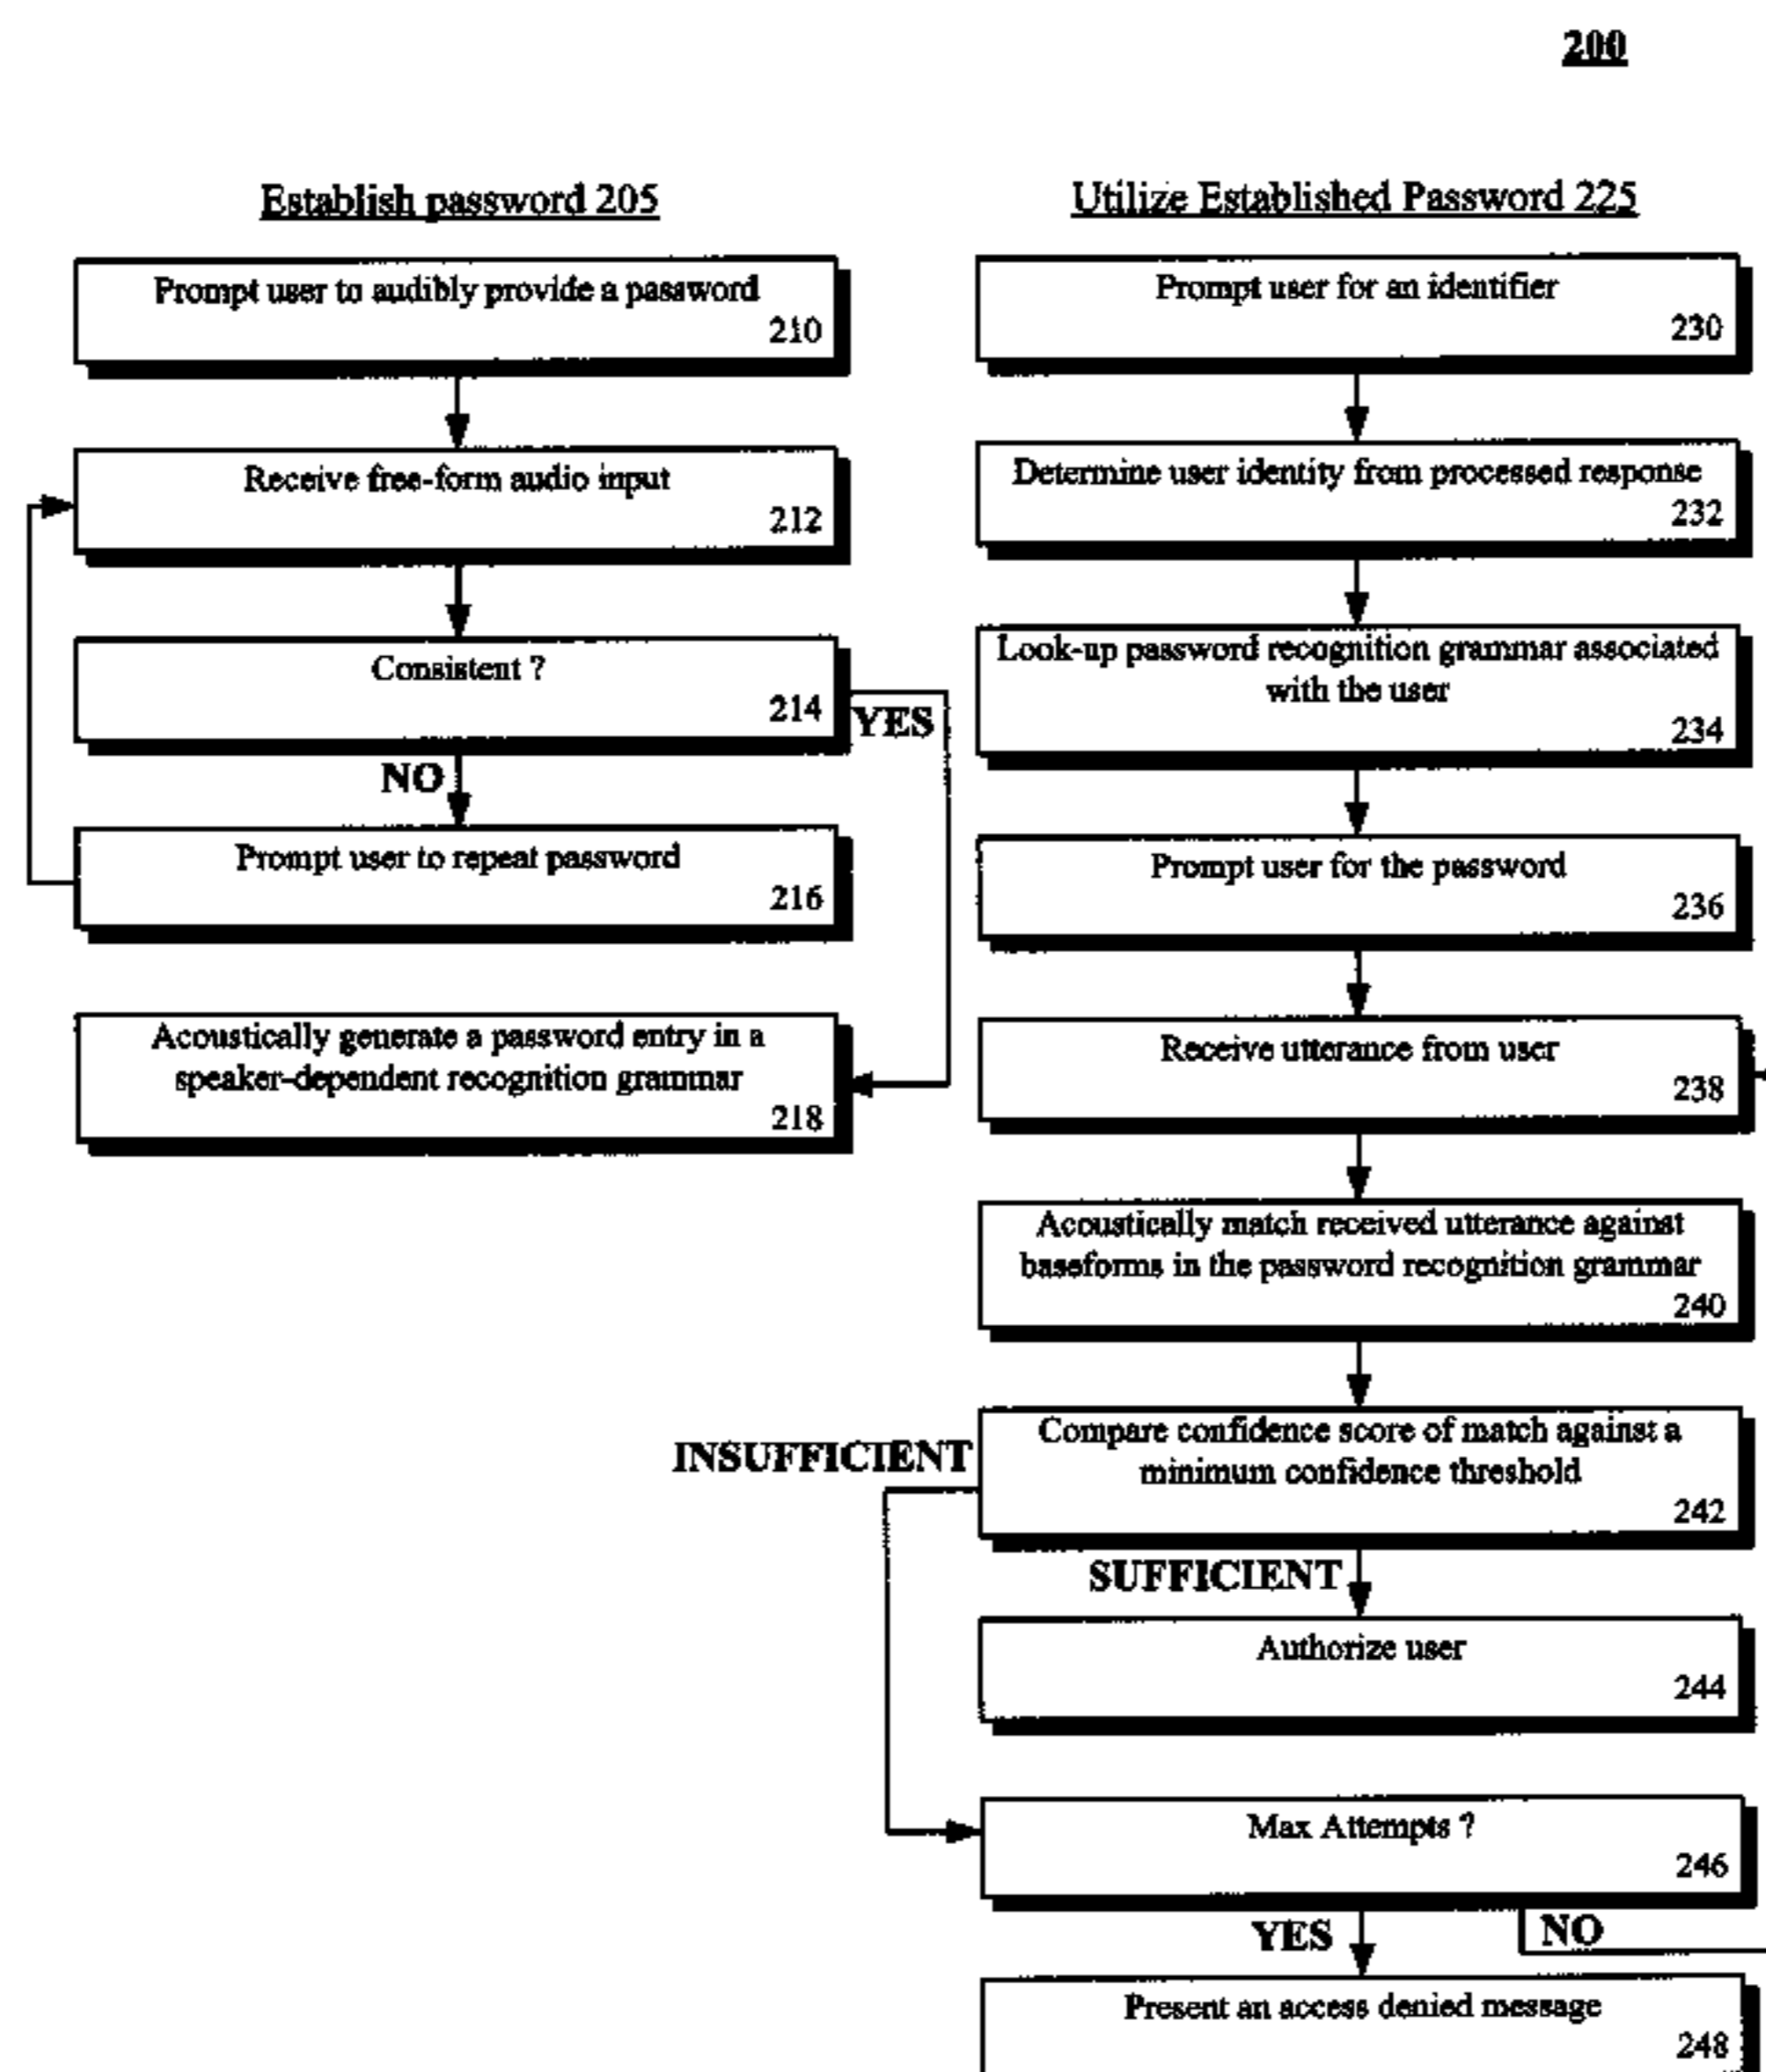 200
Establish password 205
Prompt user to audibly provide a password
210
Receive free-form audio input
212
Consistent ?
214
YES
NO
Prompt user to repeat password
216
Acoustically generate a password entry in a
speaker-dependent recognition grammar
218
Utilize Established Password 225
Prompt user for an identifier
230
Determine user identity from processed response
232
Look-up password recognition grammar associated
with the user
234
Prompt user for the password
236
Receive utterance from user
238
Acoustically match received utterance against
baseforms in the password recognition grammar
240
Compare confidence score of match against a
minimum confidence threshold
242
INSUFFICIENT
SUFFICIENT
Authorize user
244
Max Attempts ?
246
YES
NO
Present an access denied message
248